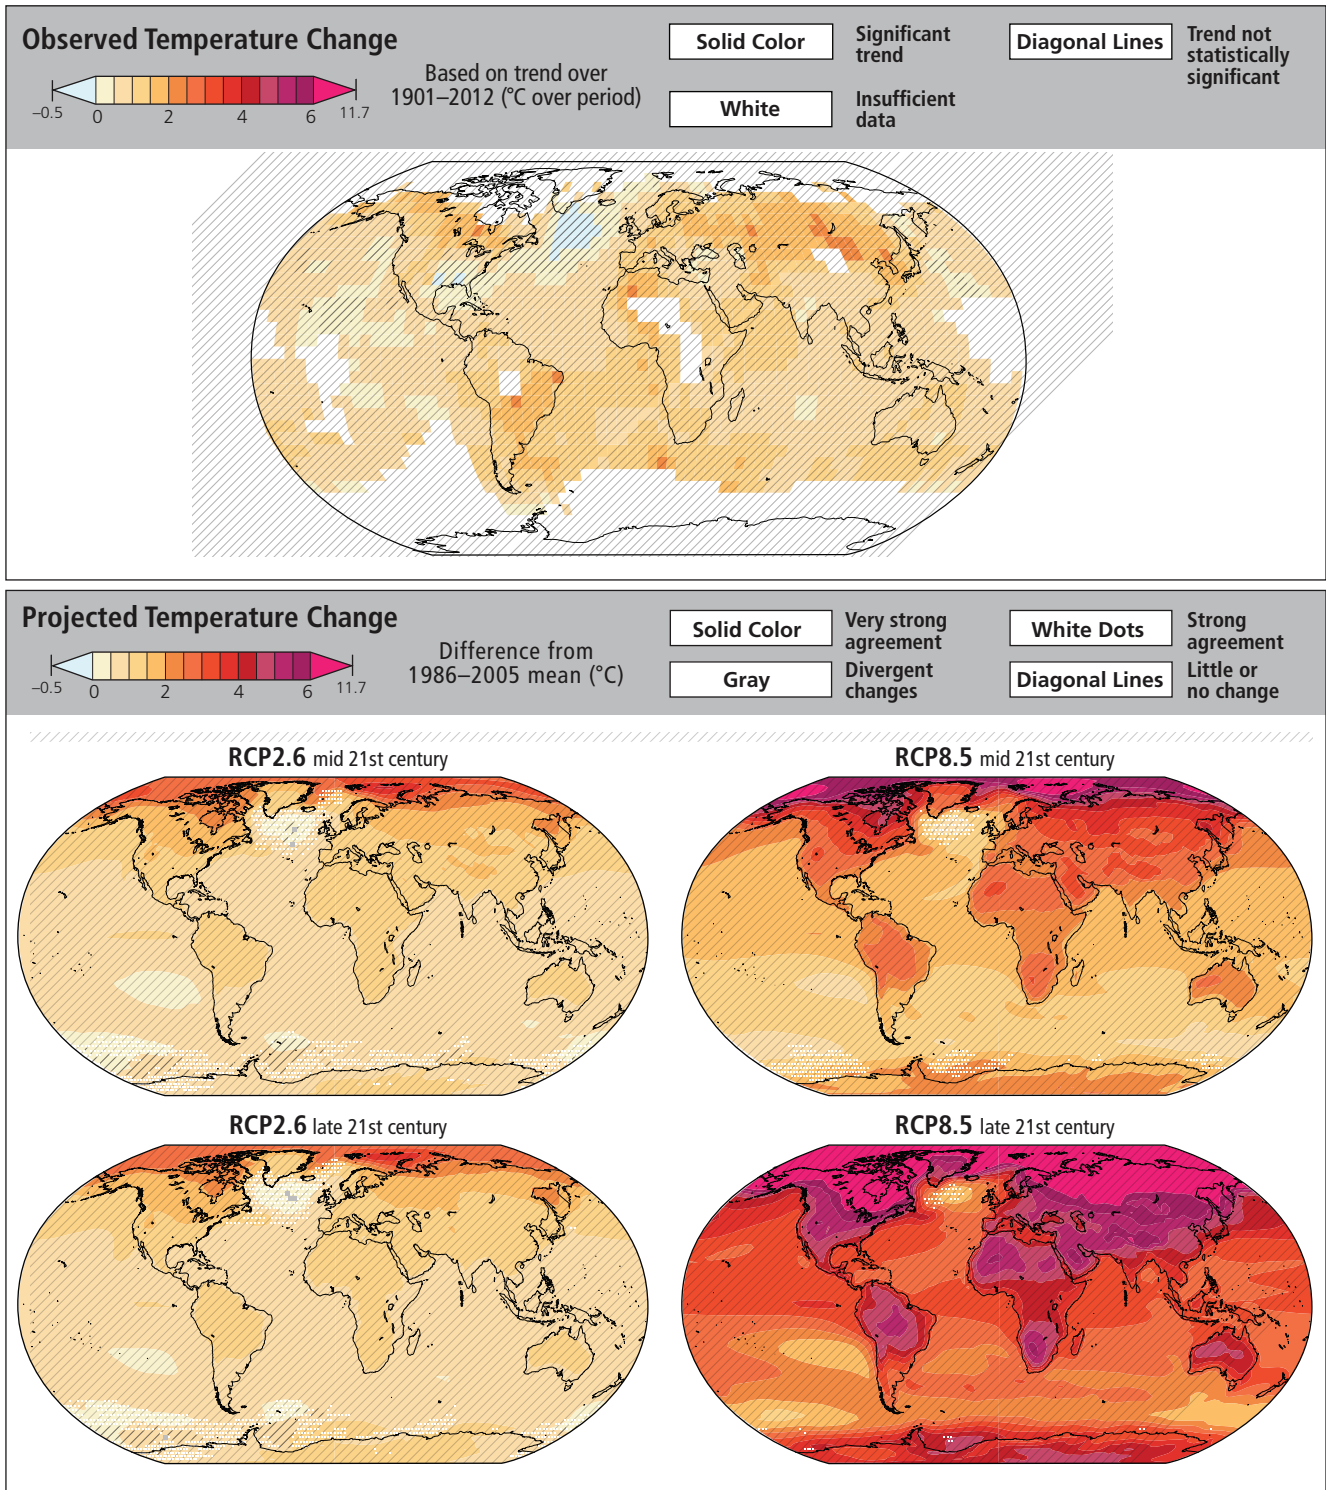 Observed Temperature Change
−0.5 0 2 4 6 11.7
Based on trend over
1901–2012 (°C over period)
Solid Color
Significant
trend
Diagonal Lines
Trend not
statistically
significant
White
Insufficient
data
Projected Temperature Change
−0.5 0 2 4 6 11.7
Difference from
1986–2005 mean (°C)
Solid Color
Very strong
agreement
White Dots
Strong
agreement
Gray
Divergent
changes
Diagonal Lines
Little or
no change
RCP2.6 mid 21st century
RCP8.5 mid 21st century
RCP2.6 late 21st century
RCP8.5 late 21st century